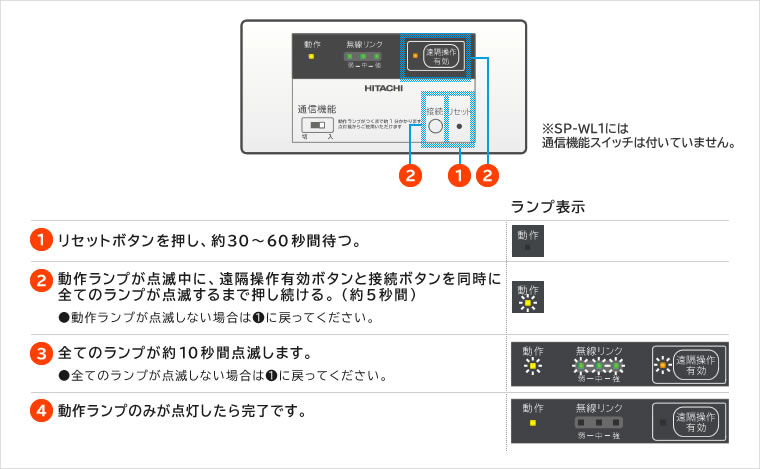 動作
無線リンク
弱ー中ー強
遠隔操作
有効
HITACHI
通信機能
動作ランプがつくまで約1分かかります
点灯後からご使用いただけます
切 入
接続
リセット
※SP-WL1には
通信機能スイッチは付いていません。
2 1 2
ランプ表示
1 リセットボタンを押し、約30～60秒間待つ。
動作
2 動作ランプが点滅中に、遠隔操作有効ボタンと接続ボタンを同時に
全てのランプが点滅するまで押し続ける。（約5秒間）
●動作ランプが点滅しない場合は❶に戻ってください。
動作
3 全てのランプが約10秒間点滅します。
●全てのランプが点滅しない場合は❶に戻ってください。
動作
無線リンク
弱ー中ー強
遠隔操作
有効
4 動作ランプのみが点灯したら完了です。
動作
無線リンク
弱ー中ー強
遠隔操作
有効